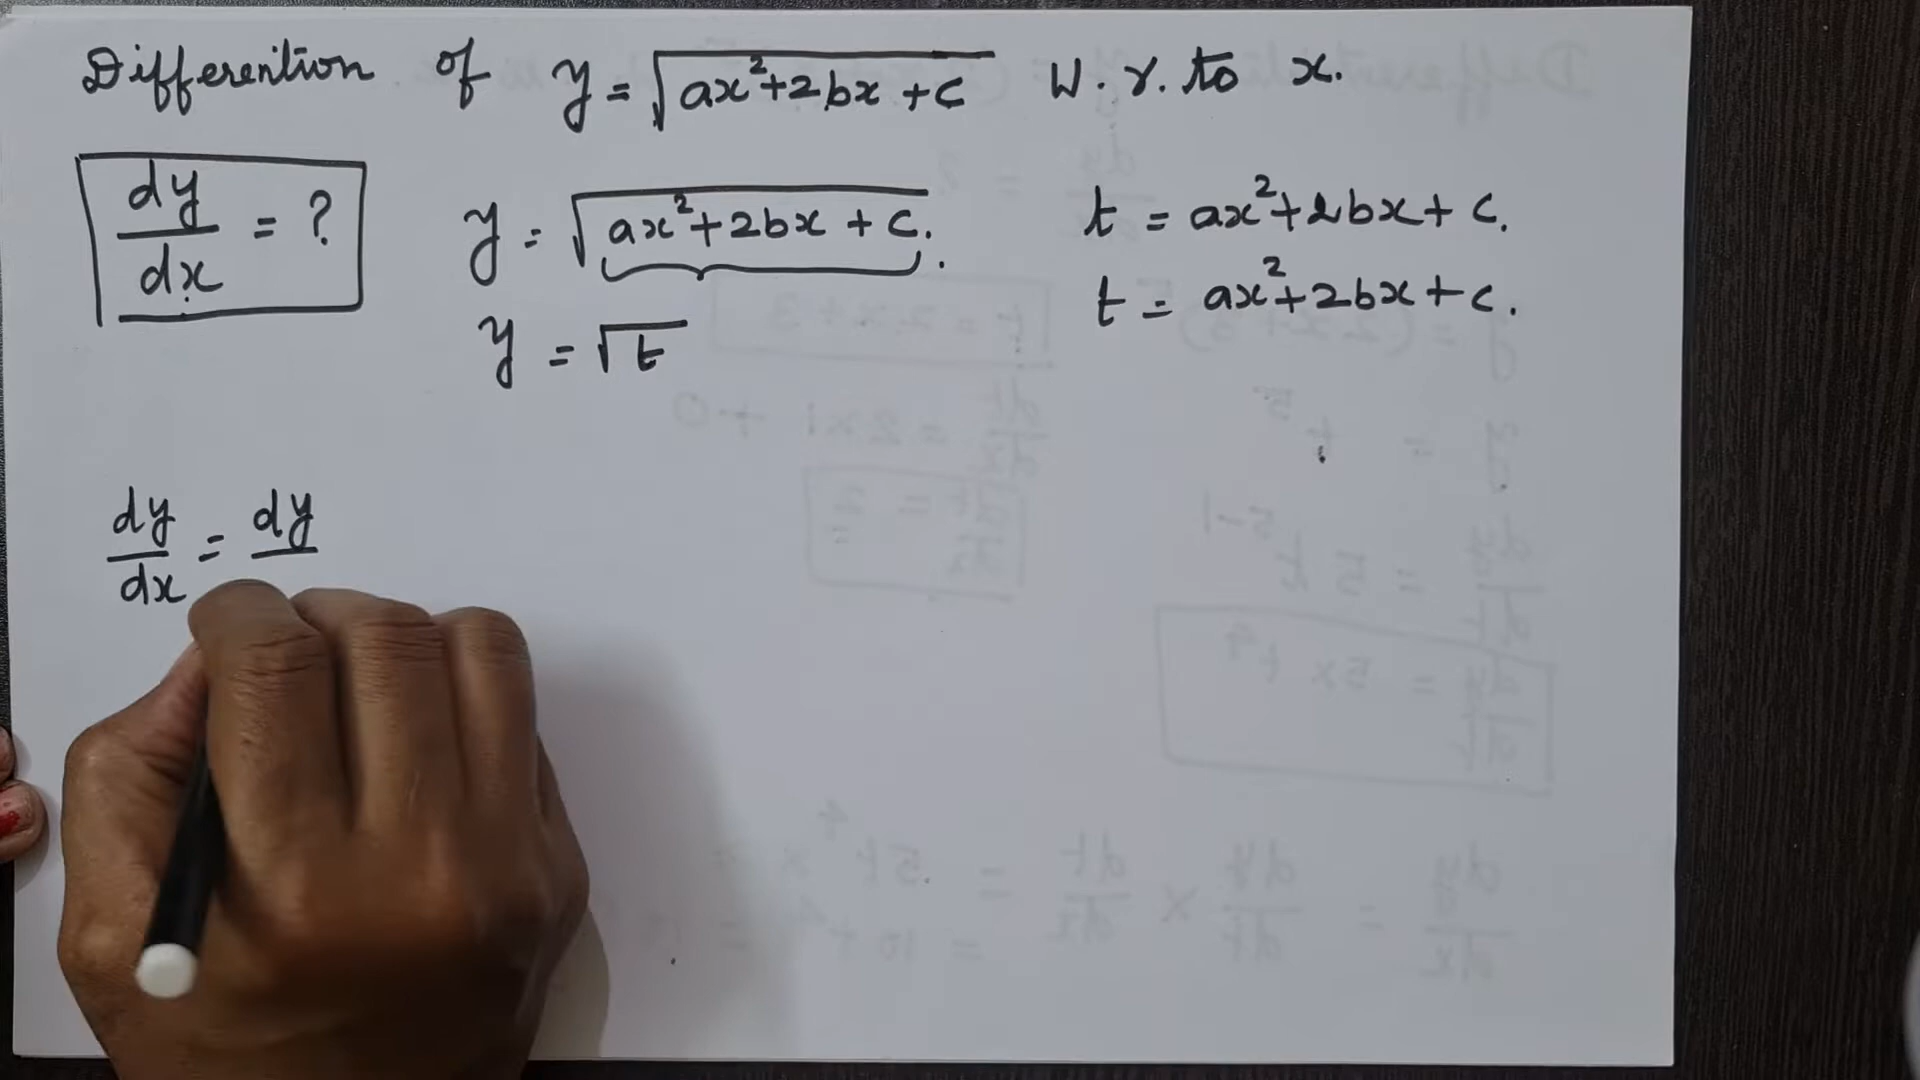 Differention of y = √ax²+2bx+c w.r.to x.
dy/dx = ?
y = √ax²+2bx+c.
t = ax²+2bx+c.
t = ax²+2bx+c.
y = √t
dy/dx = dy